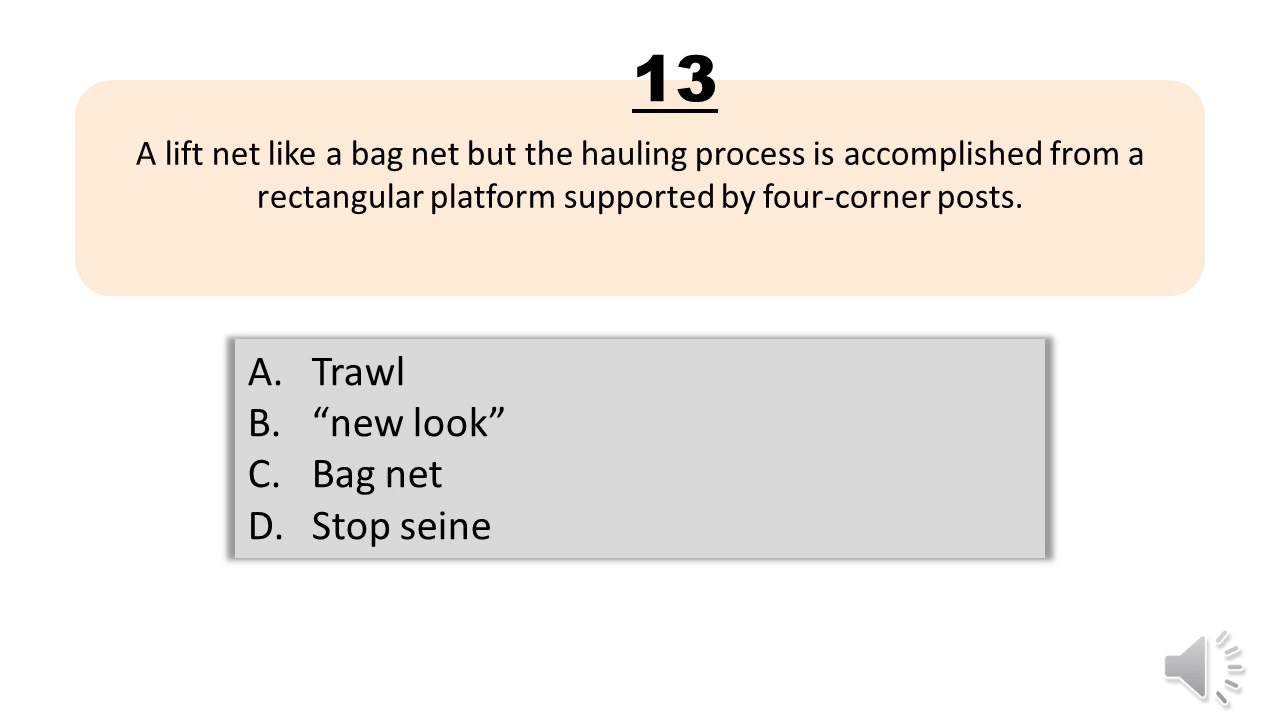 13
A lift net like a bag net but the hauling process is accomplished from a
rectangular platform supported by four-corner posts.
A. Trawl
B. “new look”
C. Bag net
D. Stop seine